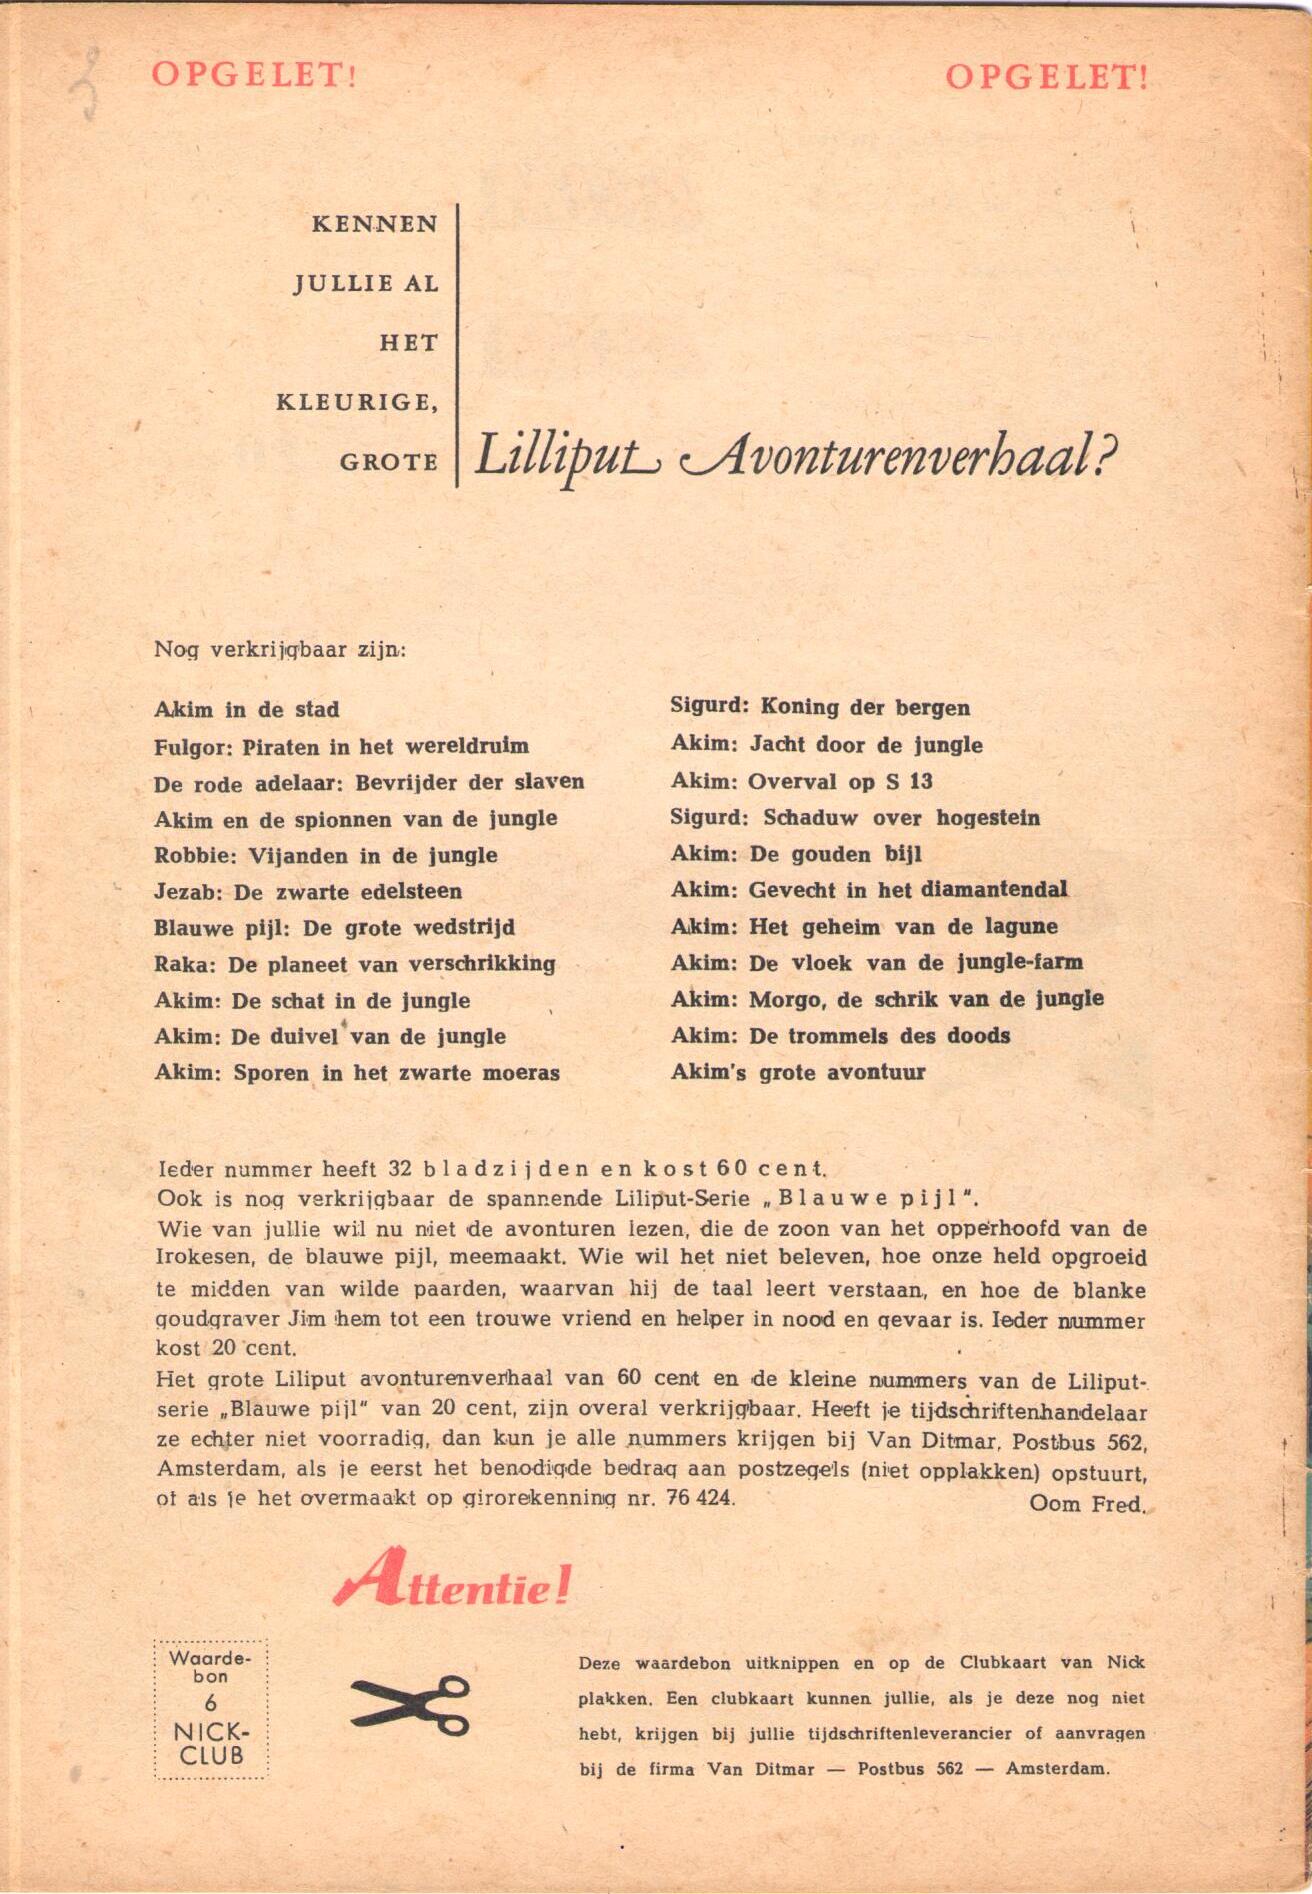 OPGELET! OPGELET!
KENNEN
JULLIE AL
HET
KLEURIGE,
GROTE Lilliput Avonturenverhaal?
Nog verkrijgbaar zijn:
Akim in de stad
Fulgor: Piraten in het wereldruim
De rode adelaar: Bevrijder der slaven
Akim en de spionnen van de jungle
Robbie: Vijanden in de jungle
Jezab: De zwarte edelsteen
Blauwe pijl: De grote wedstrijd
Raka: De planeet van verschrikking
Akim: De schat in de jungle
Akim: De duivel van de jungle
Akim: Sporen in het zwarte moeras
Sigurd: Koning der bergen
Akim: Jacht door de jungle
Akim: Overval op S 13
Sigurd: Schaduw over hogestein
Akim: De gouden bijl
Akim: Gevecht in het diamantendal
Akim: Het geheim van de lagune
Akim: De vloek van de jungle-farm
Akim: Morgo, de schrik van de jungle
Akim: De trommels des doods
Akim's grote avontuur
Ieder nummer heeft 32 bladzijden en kost 60 cent.
Ook is nog verkrijgbaar de spannende Liliput-Serie „Blauwe pijl".
Wie van jullie wil nu niet de avonturen lezen, die de zoon van het opperhoofd van de
Irokesen, de blauwe pijl, meemaakt. Wie wil het niet beleven, hoe onze held opgroeid
te midden van wilde paarden, waarvan hij de taal leert verstaan, en hoe de blanke
goudgraver Jim hem tot een trouwe vriend en helper in nood en gevaar is. Ieder nummer
kost 20 cent.
Het grote Liliput avonturenverhaal van 60 cent en de kleine nummers van de Liliput-
serie „Blauwe pijl" van 20 cent, zijn overal verkrijgbaar. Heeft je tijdschriftenhandelaar
ze echter niet voorradig, dan kun je alle nummers krijgen bij Van Ditmar, Postbus 562,
Amsterdam, als je eerst het benodigde bedrag aan postzegels (niet opplakken) opstuurt,
of als je het overmaakt op girorekenning nr. 76 424. Oom Fred.
Attentie!
Waarde-
bon
6
NICK-
CLUB
Deze waardebon uitknippen en op de Clubkaart van Nick
plakken. Een clubkaart kunnen jullie, als je deze nog niet
hebt, krijgen bij jullie tijdschriftenleverancier of aanvragen
bij de firma Van Ditmar — Postbus 562 — Amsterdam.